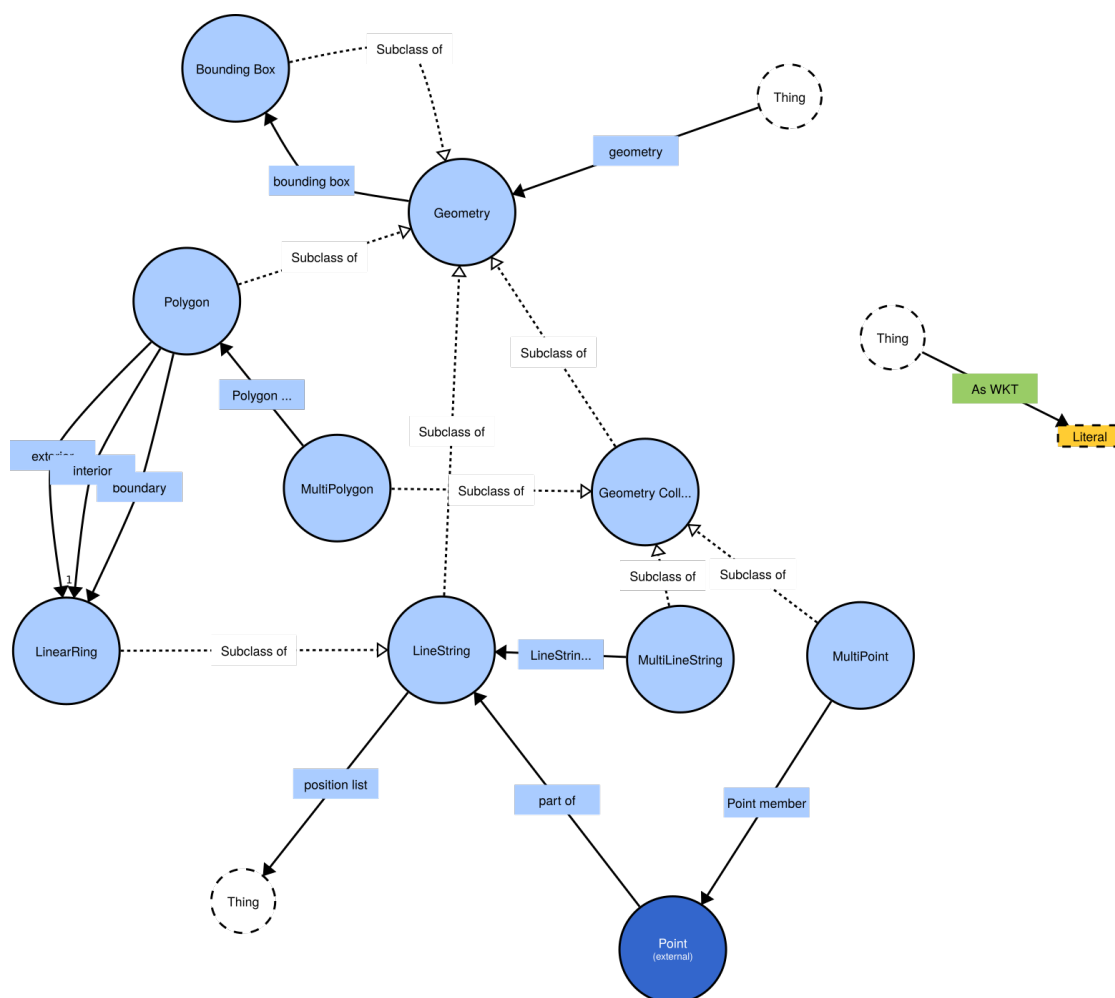 Subclass of
Bounding Box
Thing
geometry
bounding box
Geometry
Subclass of
Polygon
Thing
Subclass of
As WKT
Polygon ...
Subclass of
Literal
exterior
interior
boundary
MultiPolygon
Subclass of
Geometry Coll...
1
Subclass of
Subclass of
LinearRing
Subclass of
LineString
LineStrin...
MultiLineString
MultiPoint
position list
part of
Point member
Thing
Point
(external)